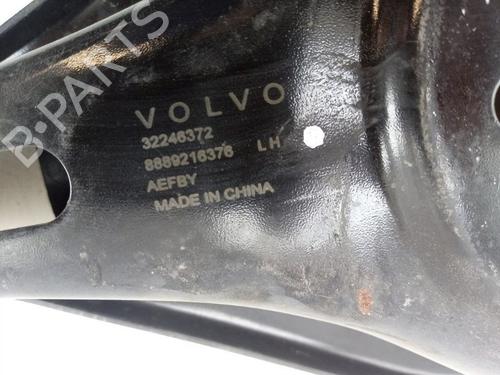 B-PARTS
VOLVO
32246372
8889216376 LH
AEFBY
MADE IN CHINA